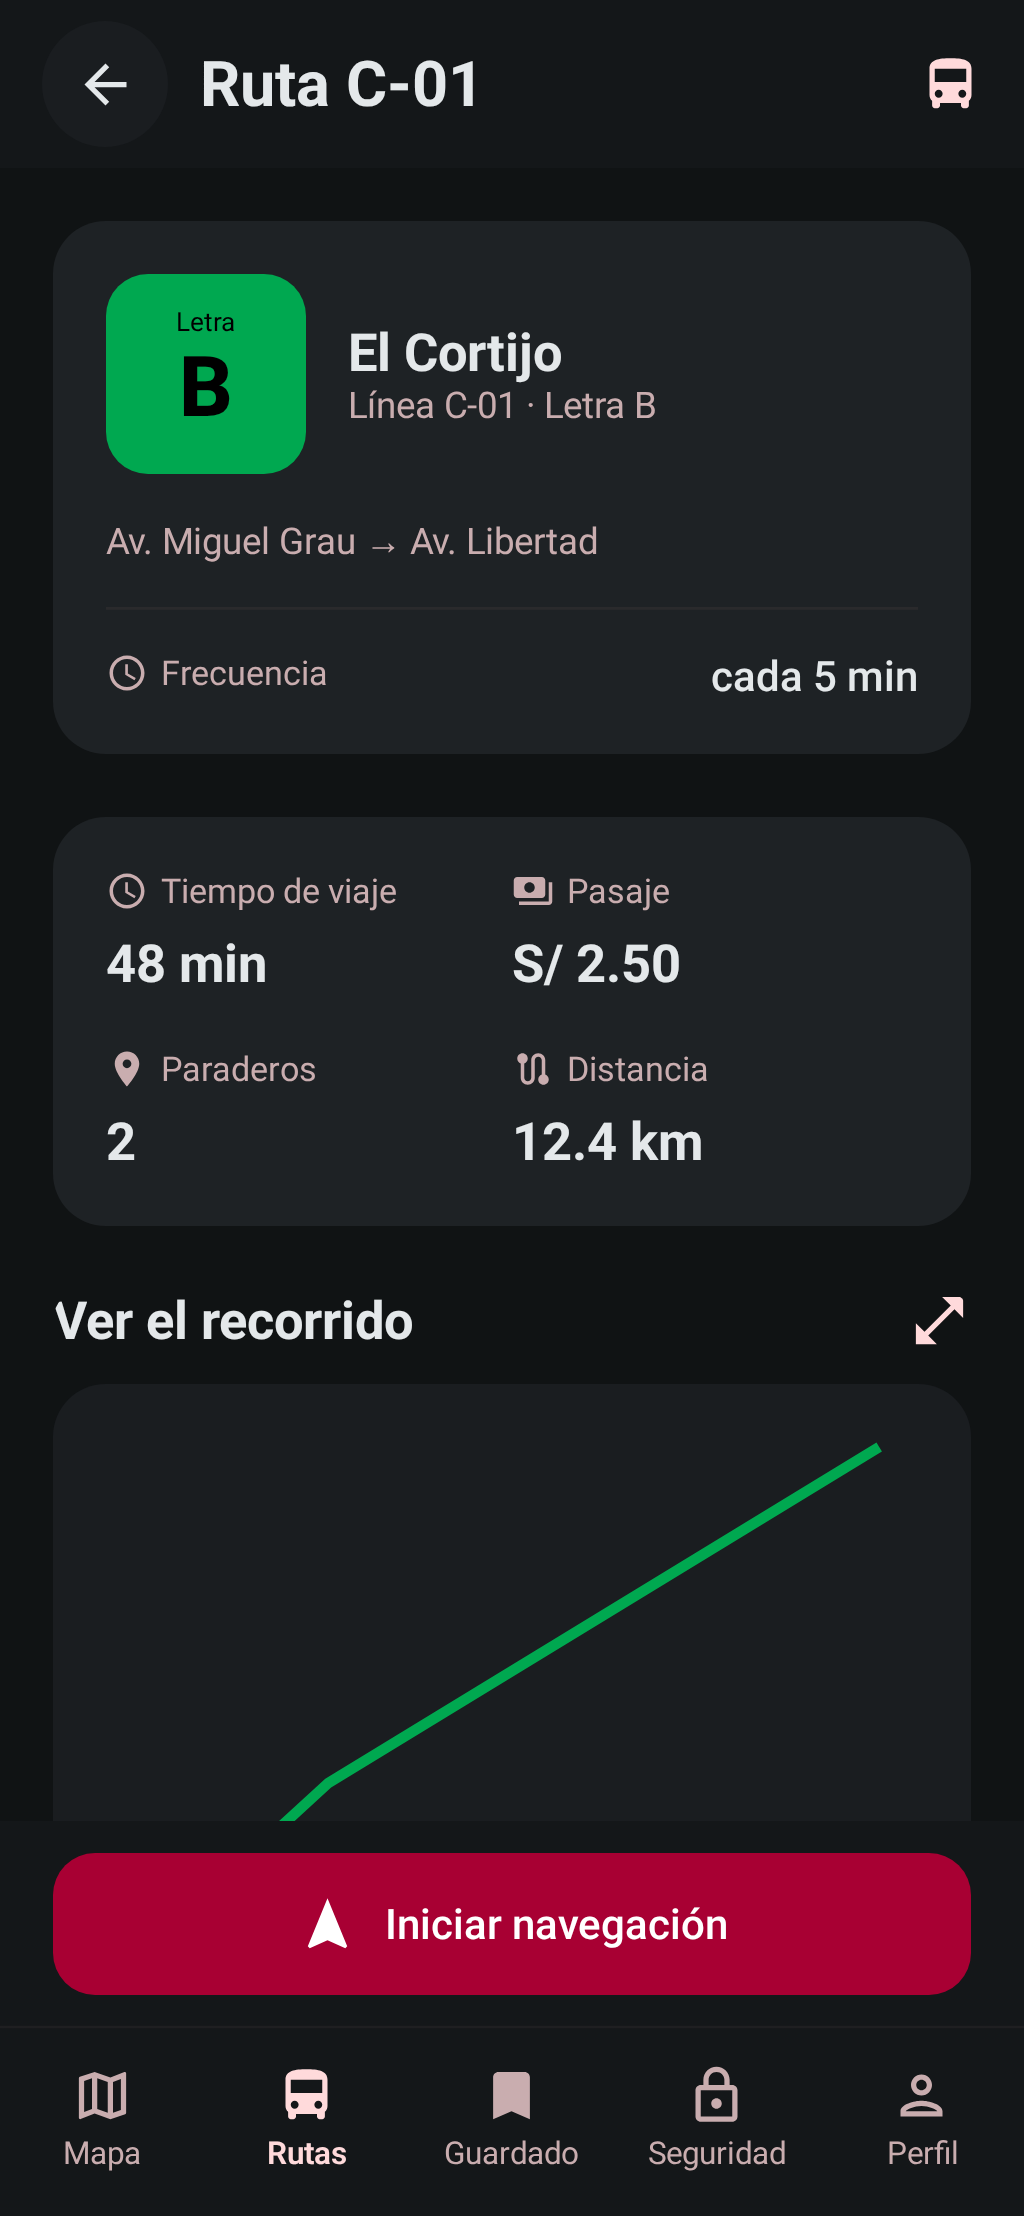 Ruta C-01
Letra
B
El Cortijo
Línea C-01 · Letra B
Av. Miguel Grau → Av. Libertad
Frecuencia
cada 5 min
Tiempo de viaje
48 min
Pasaje
S/ 2.50
Paraderos
2
Distancia
12.4 km
Ver el recorrido
Iniciar navegación
Mapa
Rutas
Guardado
Seguridad
Perfil